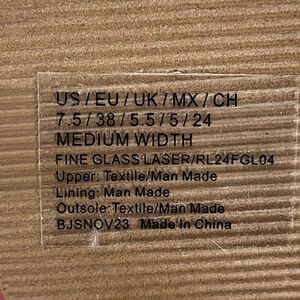 US/EU/UK/MX/CH
7.5/38/5.5/5/24
MEDIUM WIDTH
FINE GLASS LASER/RL24FGL04
Upper: Textile/Man Made
Lining: Man Made
Outsole: Textile/Man Made
BJSNOV23 Made in China